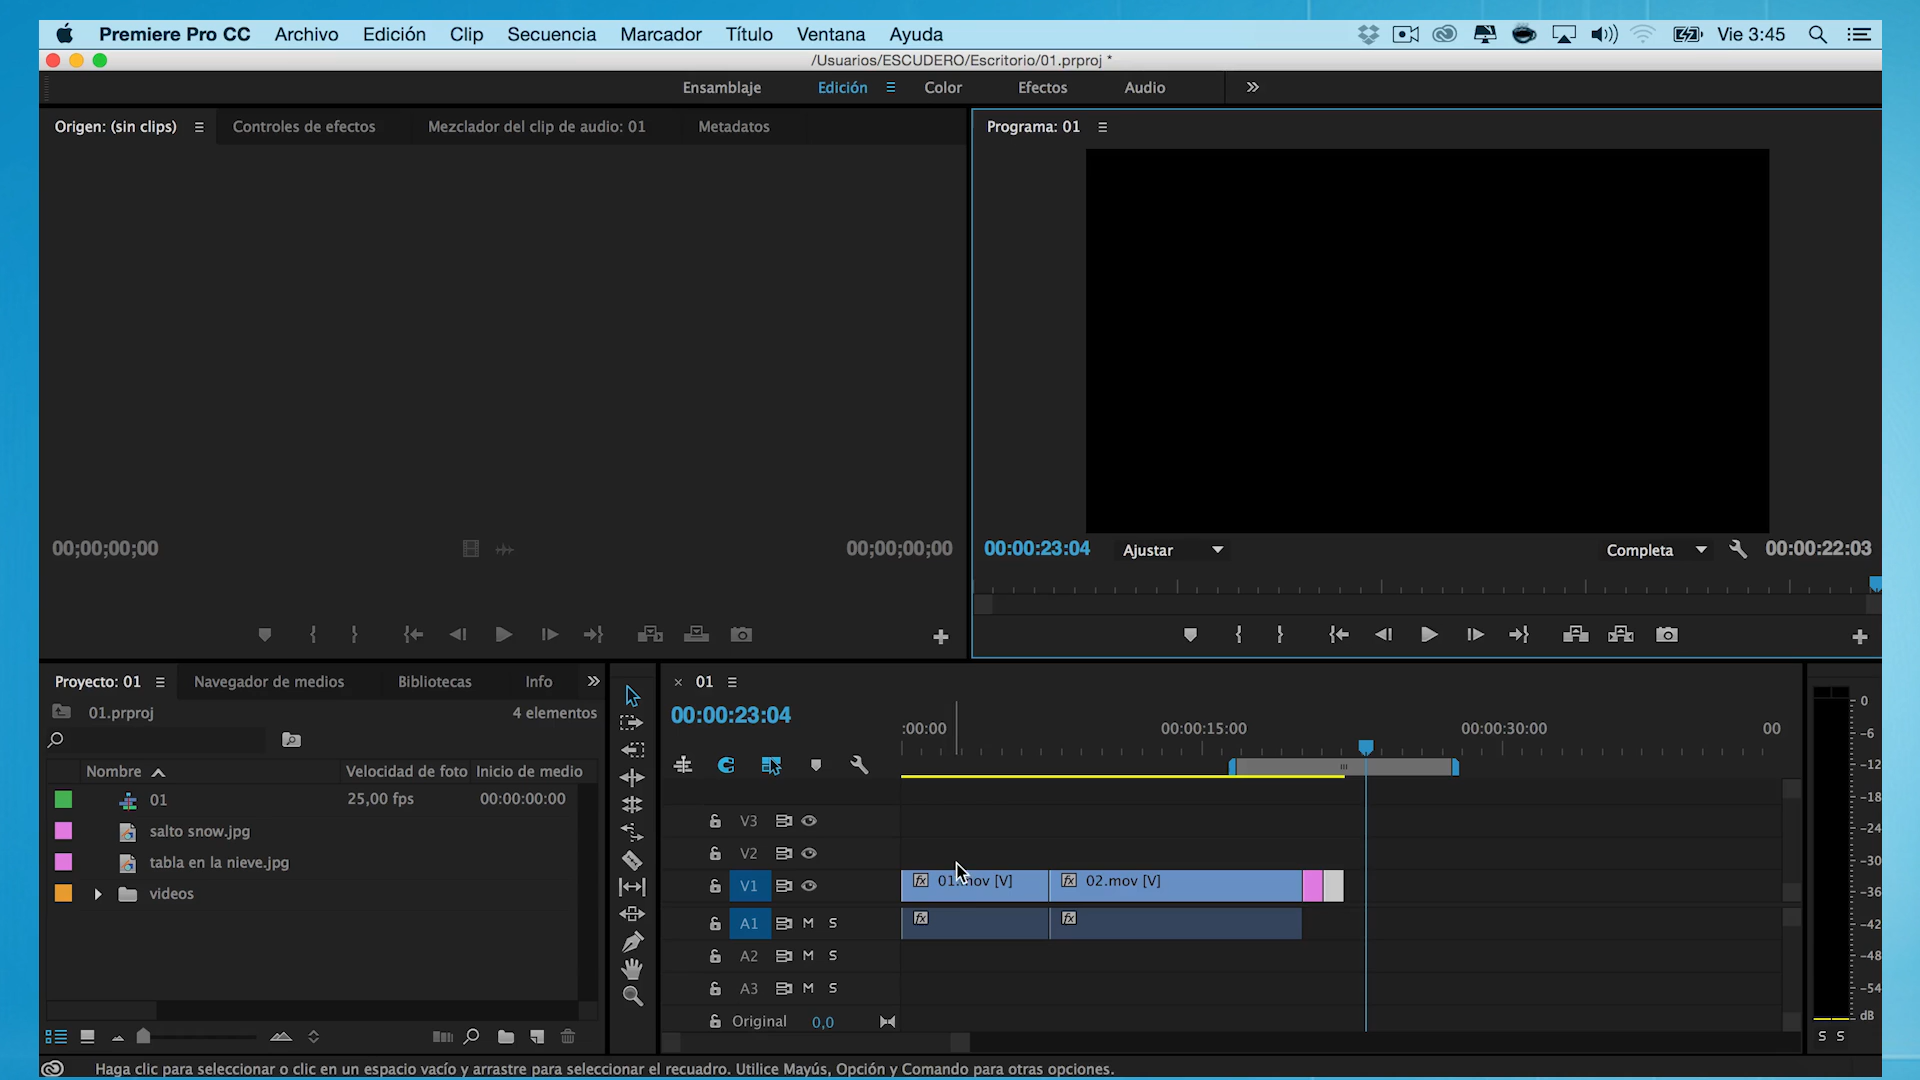 Premiere Pro CC Archivo Edición Clip Secuencia Marcador Título Ventana Ayuda Vie 3:45
/Usuarios/ESCUDERO/Escritorio/01.prproj *
Ensamblaje Edición Color Efectos Audio
Origen: (sin clips) Controles de efectos Mezclador del clip de audio: 01 Metadatos
Programa: 01
00;00;00;00 00;00;00;00
00:00:23:04 Ajustar Completa 00:00:22:03
Proyecto: 01 Navegador de medios Bibliotecas Info
01.prproj 4 elementos
Nombre Velocidad de foto Inicio de medio
01 25,00 fps 00:00:00:00
salto snow.jpg
tabla en la nieve.jpg
videos
01
00:00:23:04
:00:00 00:00:15:00 00:00:30:00 00
V3
V2
V1 fx 01.mov [V] fx 02.mov [V]
A1 M S fx fx
A2 M S
A3 M S
Original 0,0
0
-6
-12
-18
-24
-30
-36
-42
-48
-54
dB
S S
Haga clic para seleccionar o clic en un espacio vacío y arrastre para seleccionar el recuadro. Utilice Mayús, Opción y Comando para otras opciones.